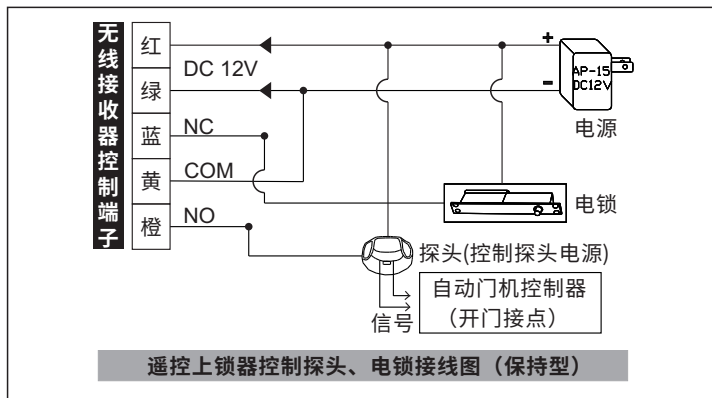 无线接收器控制端子
红
绿
蓝
黄
橙
DC 12V
NC
COM
NO
+
-
AP-15
DC12V
电源
电锁
探头(控制探头电源)
自动门机控制器
（开门接点）
信号
遥控上锁器控制探头、电锁接线图（保持型）